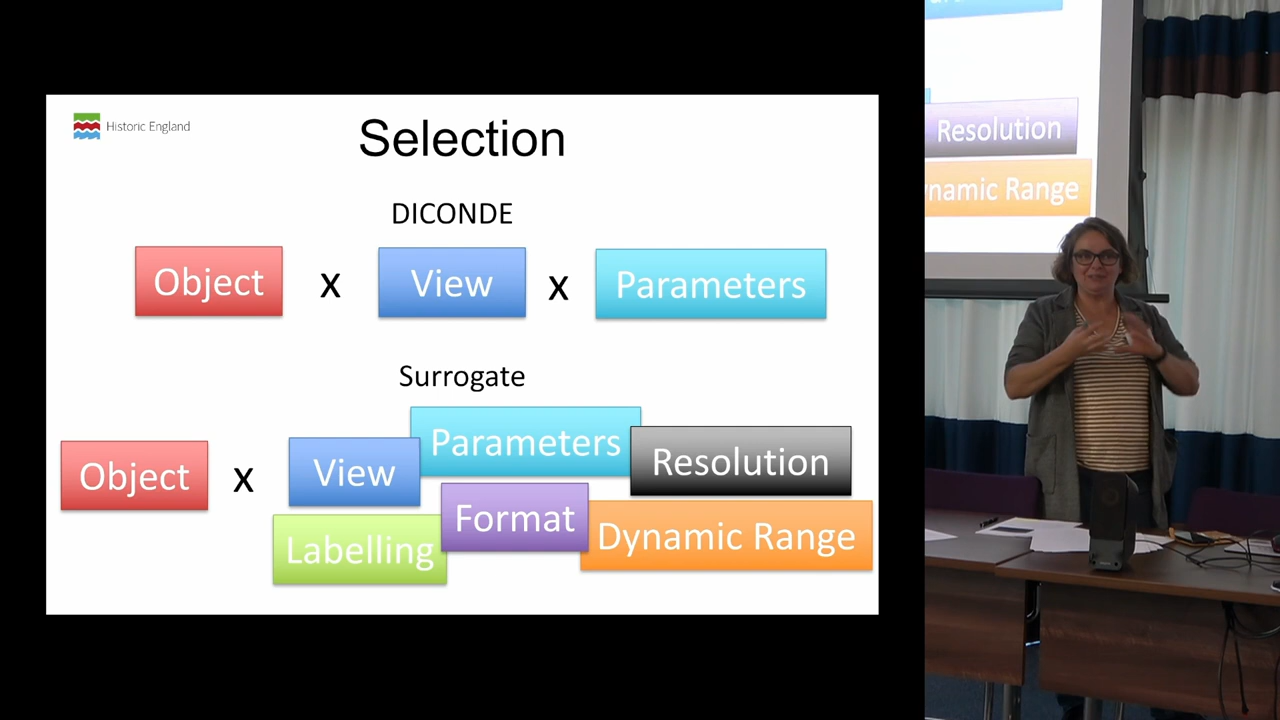 Historic England
Selection
DICONDE
Object x View x Parameters
Surrogate
Parameters
Object x View Resolution
Format
Labelling Dynamic Range
Resolution
namic Range